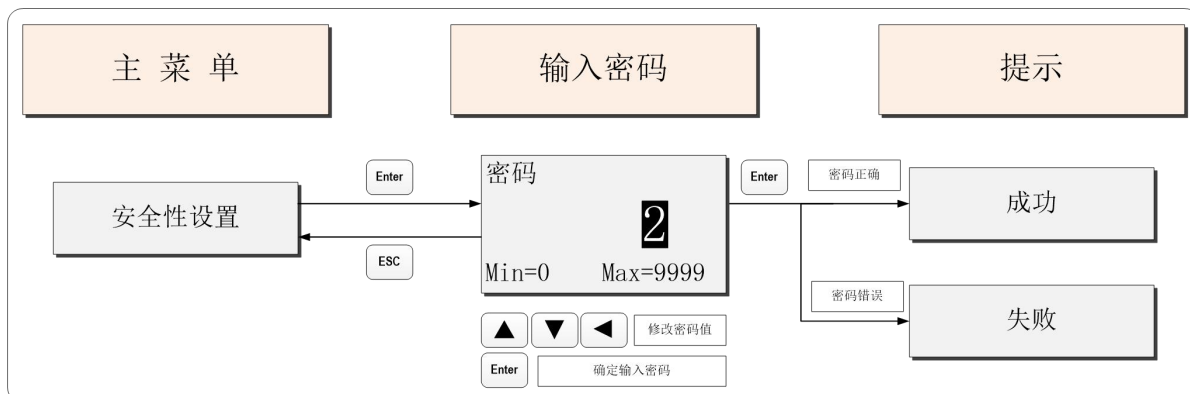 主 菜 单
输入密码
提示
安全性设置
Enter
ESC
密码
2
Min=0 Max=9999
▲ ▼ ◀ 修改密码值
Enter 确定输入密码
Enter
密码正确
成功
密码错误
失败